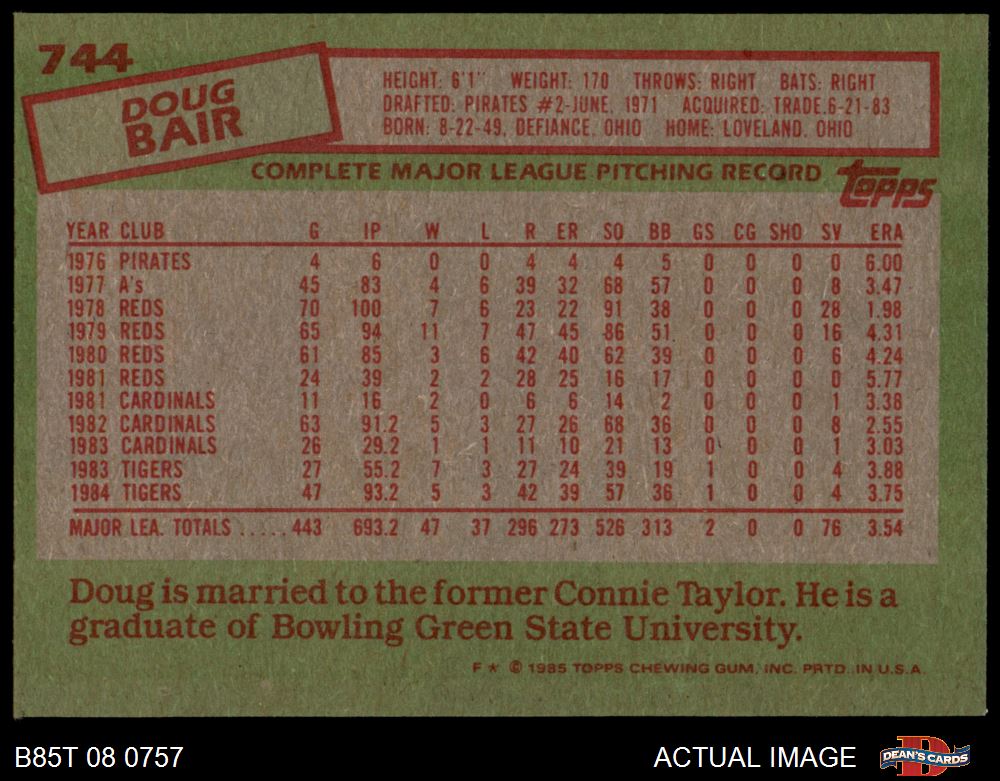 744
DOUG
BAIR
HEIGHT: 6'1" WEIGHT: 170 THROWS: RIGHT BATS: RIGHT
DRAFTED: PIRATES #2-JUNE, 1971 ACQUIRED: TRADE,6-21-83
BORN: 8-22-49, DEFIANCE, OHIO HOME: LOVELAND, OHIO
COMPLETE MAJOR LEAGUE PITCHING RECORD topps
YEAR CLUB G IP W L R ER SO BB GS CG SHO SV ERA
1976 PIRATES 4 6 0 0 4 4 4 5 0 0 0 0 6.00
1977 A's 45 83 4 6 39 32 68 57 0 0 0 8 3.47
1978 REDS 70 100 7 6 23 22 91 38 0 0 0 28 1.98
1979 REDS 65 94 11 7 47 45 86 51 0 0 0 16 4.31
1980 REDS 61 85 3 6 42 40 62 39 0 0 0 6 4.24
1981 REDS 24 39 2 2 28 25 16 17 0 0 0 0 5.77
1981 CARDINALS 11 16 2 0 6 6 14 2 0 0 0 1 3.38
1982 CARDINALS 63 91.2 5 3 27 26 68 36 0 0 0 8 2.55
1983 CARDINALS 26 29.2 1 1 11 10 21 13 0 0 0 1 3.03
1983 TIGERS 27 55.2 7 3 27 24 39 19 1 0 0 4 3.88
1984 TIGERS 47 93.2 5 3 42 39 57 36 1 0 0 4 3.75
MAJOR LEA. TOTALS ..... 443 693.2 47 37 296 273 526 313 2 0 0 76 3.54
Doug is married to the former Connie Taylor. He is a
graduate of Bowling Green State University.
F * © 1985 TOPPS CHEWING GUM, INC. PRTD. IN U.S.A.
B85T 08 0757 ACTUAL IMAGE DEAN'S CARDS